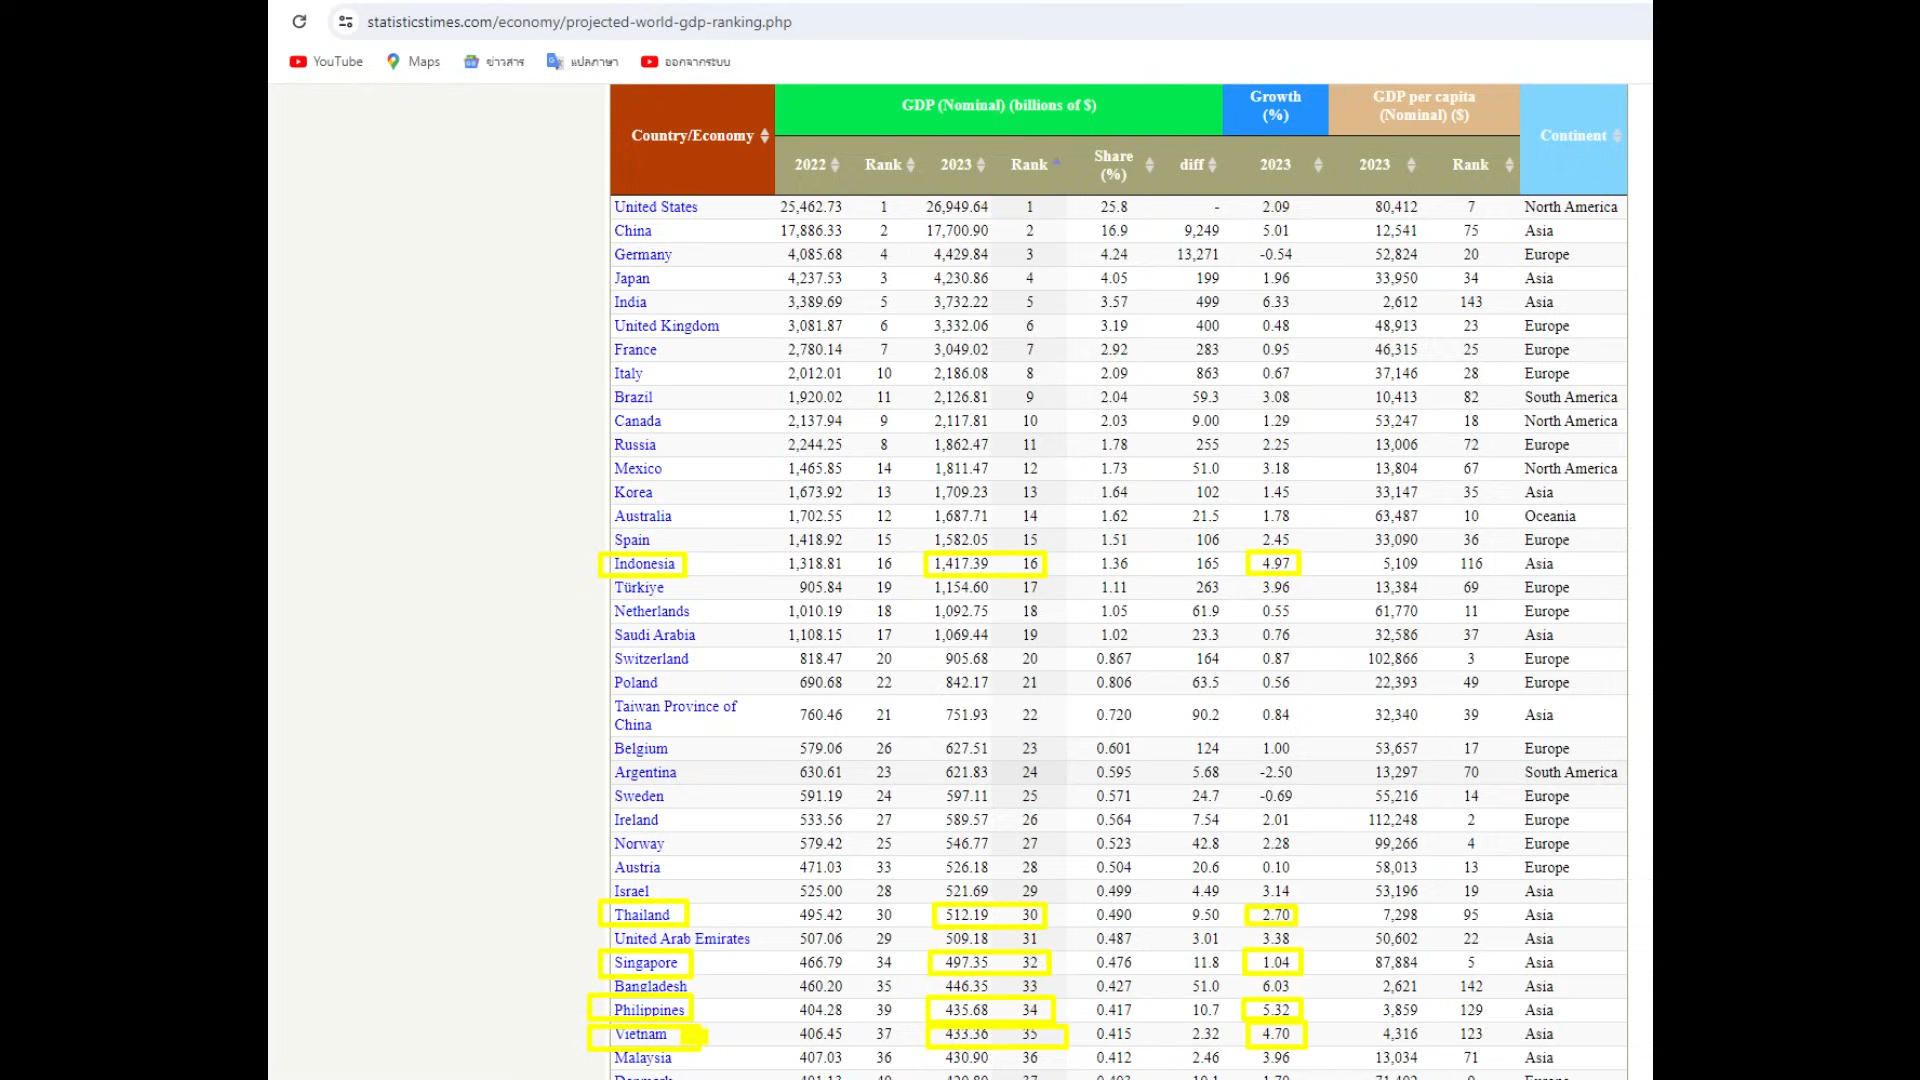 statisticstimes.com/economy/projected-world-gdp-ranking.php
YouTube Maps ข่าวสาร แปลภาษา ออกจากระบบ
Country/Economy GDP (Nominal) (billions of $) Growth (%) GDP per capita (Nominal) ($) Continent
2022 Rank 2023 Rank Share (%) diff 2023 2023 Rank
United States 25,462.73 1 26,949.64 1 25.8 - 2.09 80,412 7 North America
China 17,886.33 2 17,700.90 2 16.9 9,249 5.01 12,541 75 Asia
Germany 4,085.68 4 4,429.84 3 4.24 13,271 -0.54 52,824 20 Europe
Japan 4,237.53 3 4,230.86 4 4.05 199 1.96 33,950 34 Asia
India 3,389.69 5 3,732.22 5 3.57 499 6.33 2,612 143 Asia
United Kingdom 3,081.87 6 3,332.06 6 3.19 400 0.48 48,913 23 Europe
France 2,780.14 7 3,049.02 7 2.92 283 0.95 46,315 25 Europe
Italy 2,012.01 10 2,186.08 8 2.09 863 0.67 37,146 28 Europe
Brazil 1,920.02 11 2,126.81 9 2.04 59.3 3.08 10,413 82 South America
Canada 2,137.94 9 2,117.81 10 2.03 9.00 1.29 53,247 18 North America
Russia 2,244.25 8 1,862.47 11 1.78 255 2.25 13,006 72 Europe
Mexico 1,465.85 14 1,811.47 12 1.73 51.0 3.18 13,804 67 North America
Korea 1,673.92 13 1,709.23 13 1.64 102 1.45 33,147 35 Asia
Australia 1,702.55 12 1,687.71 14 1.62 21.5 1.78 63,487 10 Oceania
Spain 1,418.92 15 1,582.05 15 1.51 106 2.45 33,090 36 Europe
Indonesia 1,318.81 16 1,417.39 16 1.36 165 4.97 5,109 116 Asia
Türkiye 905.84 19 1,154.60 17 1.11 263 3.96 13,384 69 Europe
Netherlands 1,010.19 18 1,092.75 18 1.05 61.9 0.55 61,770 11 Europe
Saudi Arabia 1,108.15 17 1,069.44 19 1.02 23.3 0.76 32,586 37 Asia
Switzerland 818.47 20 905.68 20 0.867 164 0.87 102,866 3 Europe
Poland 690.68 22 842.17 21 0.806 63.5 0.56 22,393 49 Europe
Taiwan Province of China 760.46 21 751.93 22 0.720 90.2 0.84 32,340 39 Asia
Belgium 579.06 26 627.51 23 0.601 124 1.00 53,657 17 Europe
Argentina 630.61 23 621.83 24 0.595 5.68 -2.50 13,297 70 South America
Sweden 591.19 24 597.11 25 0.571 24.7 -0.69 55,216 14 Europe
Ireland 533.56 27 589.57 26 0.564 7.54 2.01 112,248 2 Europe
Norway 579.42 25 546.77 27 0.523 42.8 2.28 99,266 4 Europe
Austria 471.03 33 526.18 28 0.504 20.6 0.10 58,013 13 Europe
Israel 525.00 28 521.69 29 0.499 4.49 3.14 53,196 19 Asia
Thailand 495.42 30 512.19 30 0.490 9.50 2.70 7,298 95 Asia
United Arab Emirates 507.06 29 509.18 31 0.487 3.01 3.38 50,602 22 Asia
Singapore 466.79 34 497.35 32 0.476 11.8 1.04 87,884 5 Asia
Bangladesh 460.20 35 446.35 33 0.427 51.0 6.03 2,621 142 Asia
Philippines 404.28 39 435.68 34 0.417 10.7 5.32 3,859 129 Asia
Vietnam 406.45 37 433.36 35 0.415 2.32 4.70 4,316 123 Asia
Malaysia 407.03 36 430.90 36 0.412 2.46 3.96 13,034 71 Asia